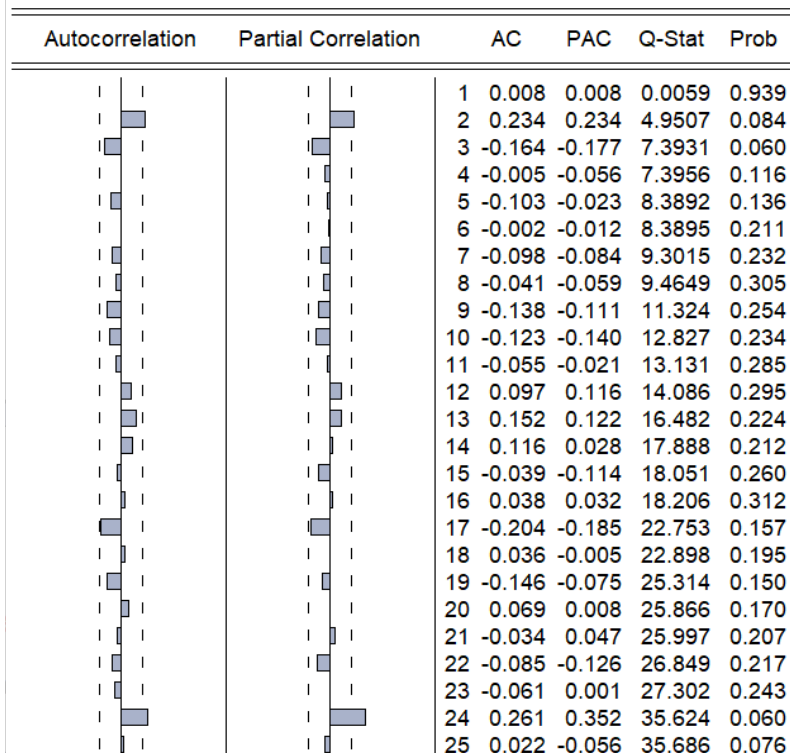 Autocorrelation Partial Correlation AC PAC Q-Stat Prob
1 0.008 0.008 0.0059 0.939
2 0.234 0.234 4.9507 0.084
3 -0.164 -0.177 7.3931 0.060
4 -0.005 -0.056 7.3956 0.116
5 -0.103 -0.023 8.3892 0.136
6 -0.002 -0.012 8.3895 0.211
7 -0.098 -0.084 9.3015 0.232
8 -0.041 -0.059 9.4649 0.305
9 -0.138 -0.111 11.324 0.254
10 -0.123 -0.140 12.827 0.234
11 -0.055 -0.021 13.131 0.285
12 0.097 0.116 14.086 0.295
13 0.152 0.122 16.482 0.224
14 0.116 0.028 17.888 0.212
15 -0.039 -0.114 18.051 0.260
16 0.038 0.032 18.206 0.312
17 -0.204 -0.185 22.753 0.157
18 0.036 -0.005 22.898 0.195
19 -0.146 -0.075 25.314 0.150
20 0.069 0.008 25.866 0.170
21 -0.034 0.047 25.997 0.207
22 -0.085 -0.126 26.849 0.217
23 -0.061 0.001 27.302 0.243
24 0.261 0.352 35.624 0.060
25 0.022 -0.056 35.686 0.076